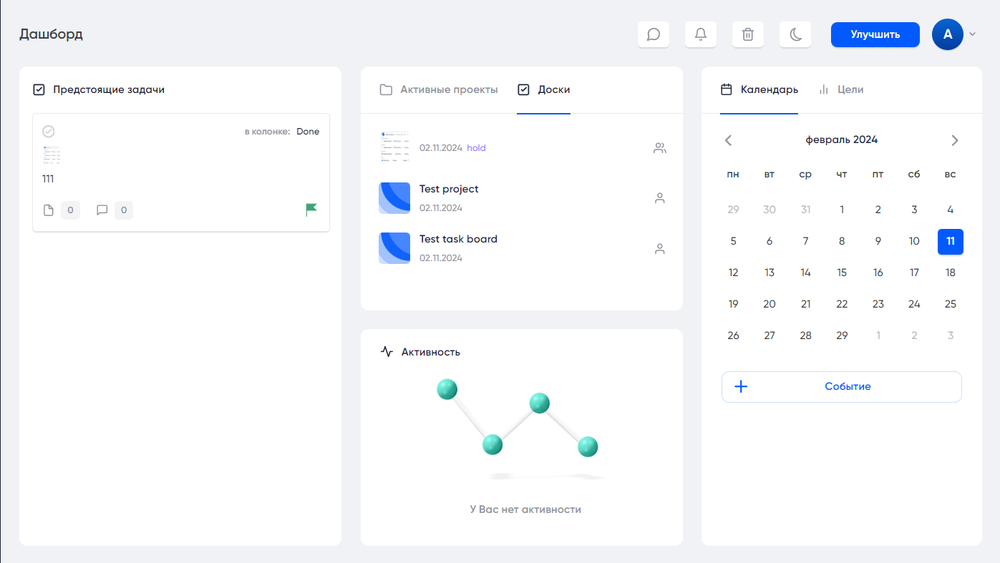 Дашборд
Улучшить
A
Предстоящие задачи
в колонке: Done
111
0
0
Активные проекты
Доски
02.11.2024 hold
Test project
02.11.2024
Test task board
02.11.2024
Активность
У Вас нет активности
Календарь
Цели
февраль 2024
пн вт ср чт пт сб вс
29 30 31 1 2 3 4
5 6 7 8 9 10 11
12 13 14 15 16 17 18
19 20 21 22 23 24 25
26 27 28 29 1 2 3
Событие